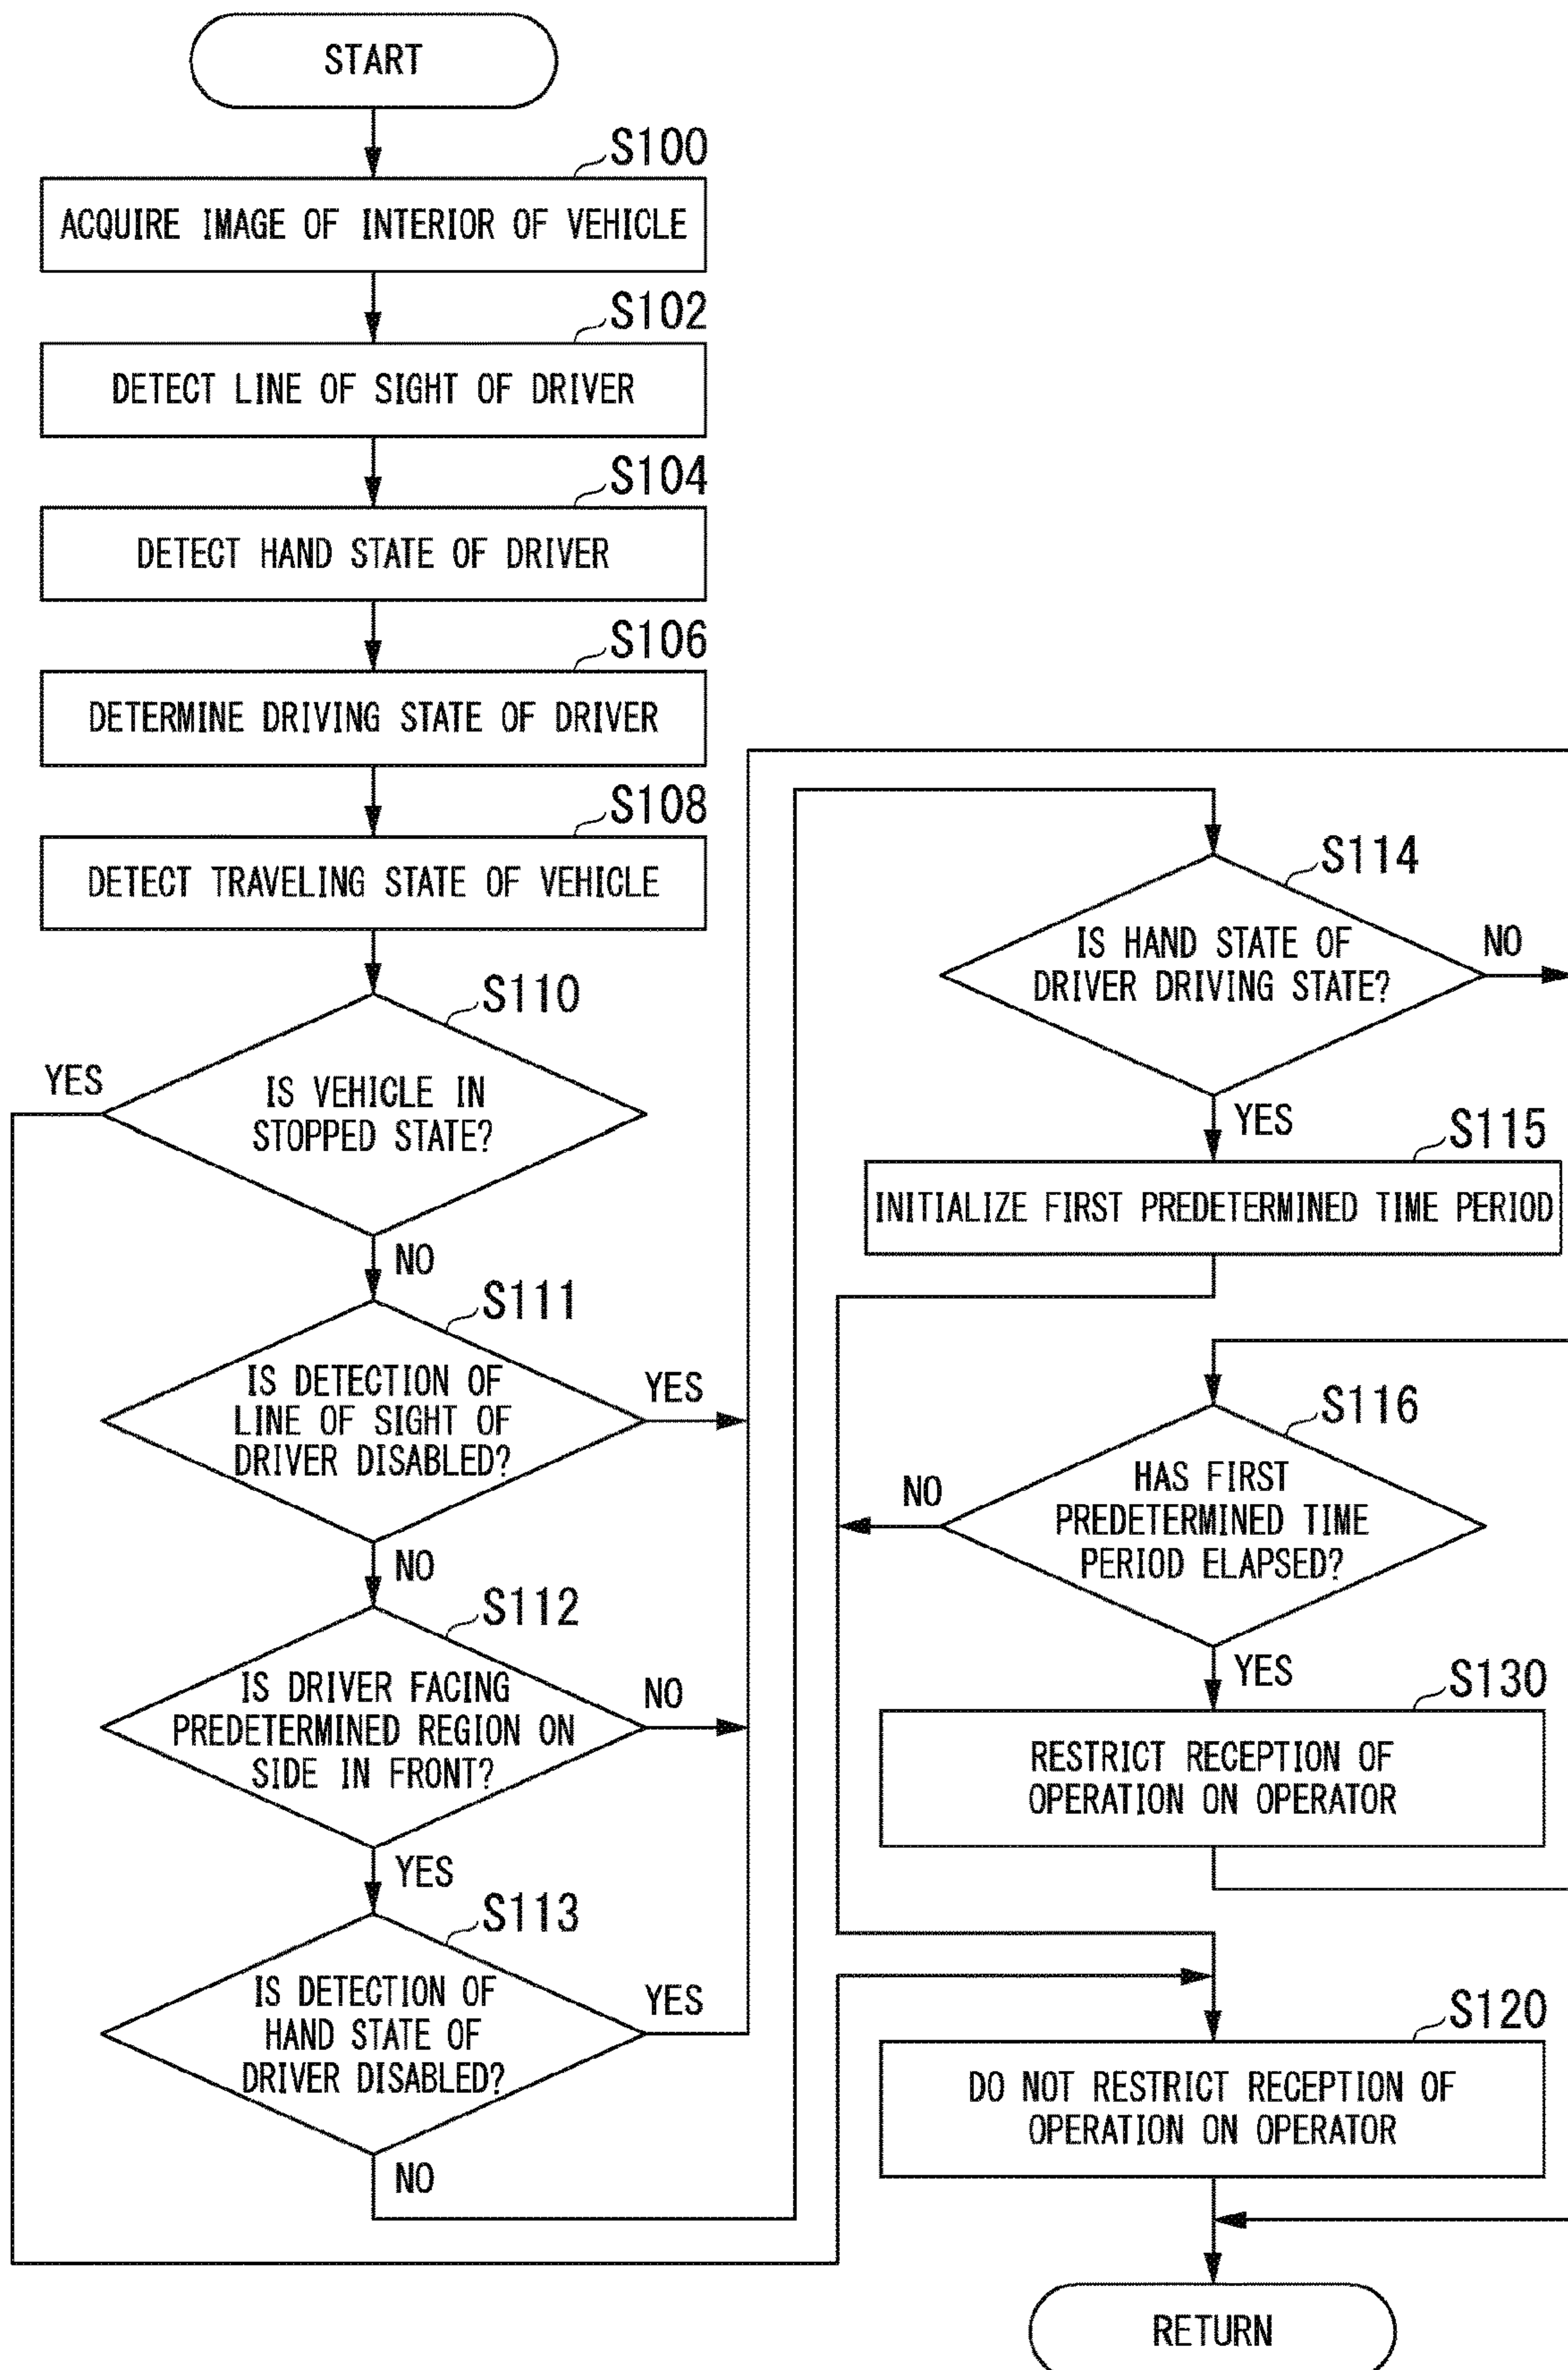 START
S100
ACQUIRE IMAGE OF INTERIOR OF VEHICLE
S102
DETECT LINE OF SIGHT OF DRIVER
S104
DETECT HAND STATE OF DRIVER
S106
DETERMINE DRIVING STATE OF DRIVER
S108
DETECT TRAVELING STATE OF VEHICLE
S110
YES
IS VEHICLE IN
STOPPED STATE?
NO
S111
IS DETECTION OF
LINE OF SIGHT OF
DRIVER DISABLED?
YES
NO
S112
IS DRIVER FACING
PREDETERMINED REGION ON
SIDE IN FRONT?
NO
YES
S113
IS DETECTION OF
HAND STATE OF
DRIVER DISABLED?
YES
NO
S114
IS HAND STATE OF
DRIVER DRIVING STATE?
NO
YES
S115
INITIALIZE FIRST PREDETERMINED TIME PERIOD
S116
HAS FIRST
PREDETERMINED TIME
PERIOD ELAPSED?
NO
YES
S130
RESTRICT RECEPTION OF
OPERATION ON OPERATOR
S120
DO NOT RESTRICT RECEPTION OF
OPERATION ON OPERATOR
RETURN